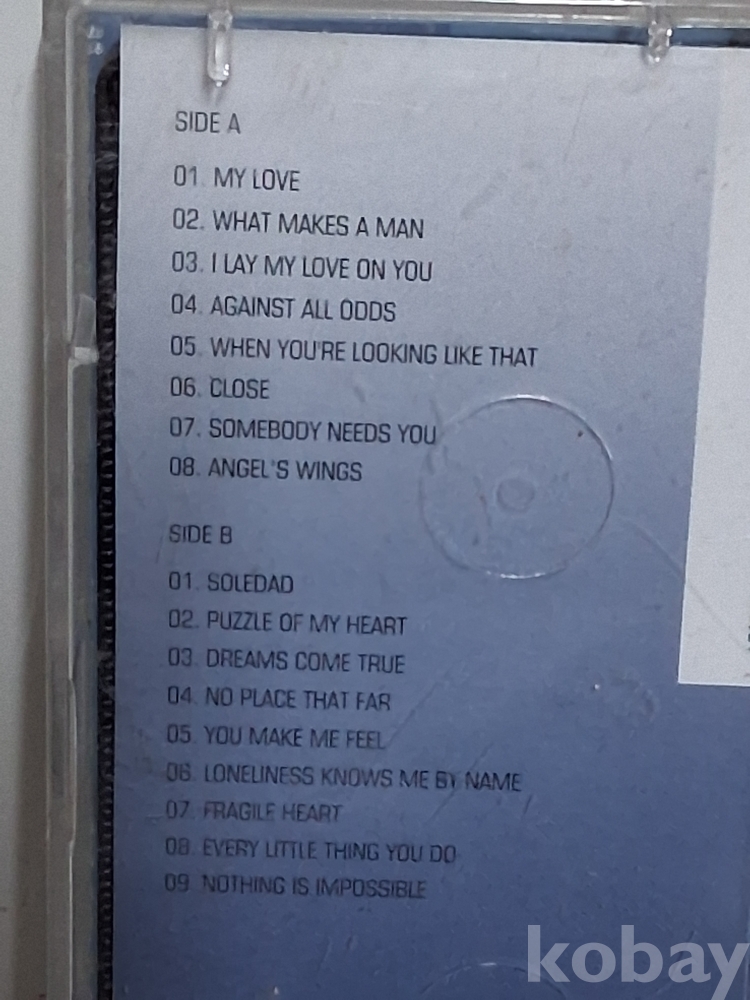 SIDE A
01. MY LOVE
02. WHAT MAKES A MAN
03. I LAY MY LOVE ON YOU
04. AGAINST ALL ODDS
05. WHEN YOU'RE LOOKING LIKE THAT
06. CLOSE
07. SOMEBODY NEEDS YOU
08. ANGEL'S WINGS
SIDE B
01. SOLEDAD
02. PUZZLE OF MY HEART
03. DREAMS COME TRUE
04. NO PLACE THAT FAR
05. YOU MAKE ME FEEL
06. LONELINESS KNOWS ME BY NAME
07. FRAGILE HEART
08. EVERY LITTLE THING YOU DO
09. NOTHING IS IMPOSSIBLE
kobay